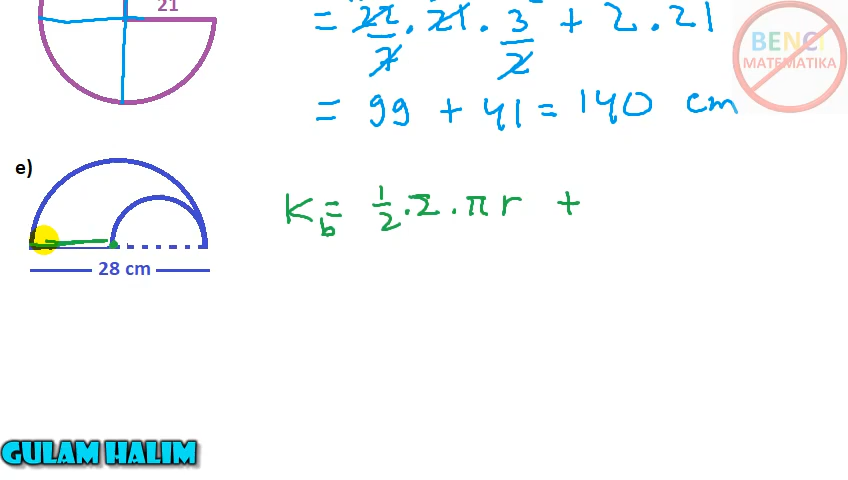 21
= 22/7 . 21 . 3/2 + 2 . 21
= 99 + 41 = 140 cm
BENCI
MATEMATIKA
e)
K b = 1/2 . 2 . π r +
28 cm
GULAM HALIM